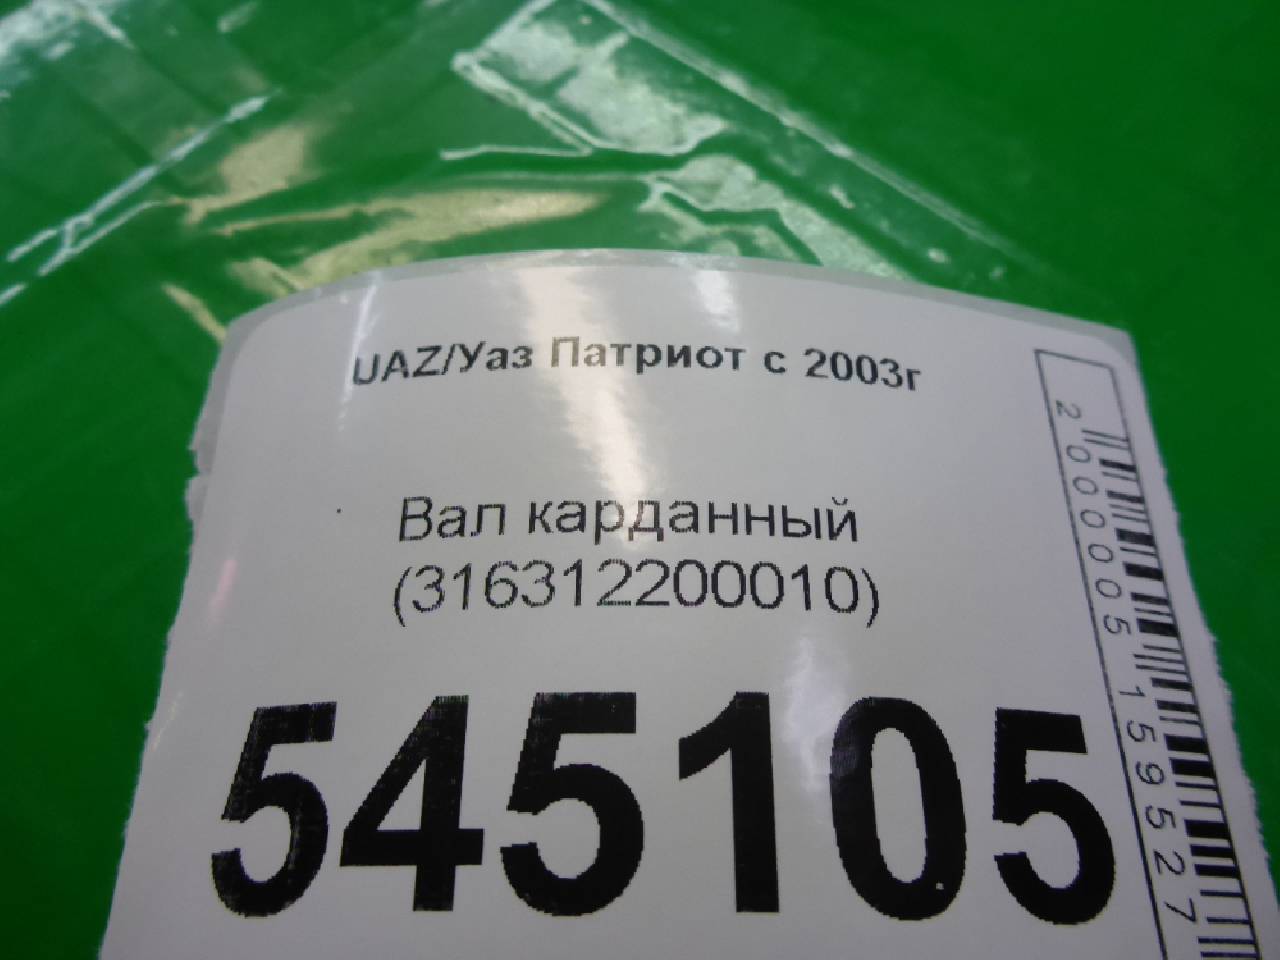 UAZ/Уаз Патриот с 2003г
Вал карданный
(316312200010)
545105
2000005159527